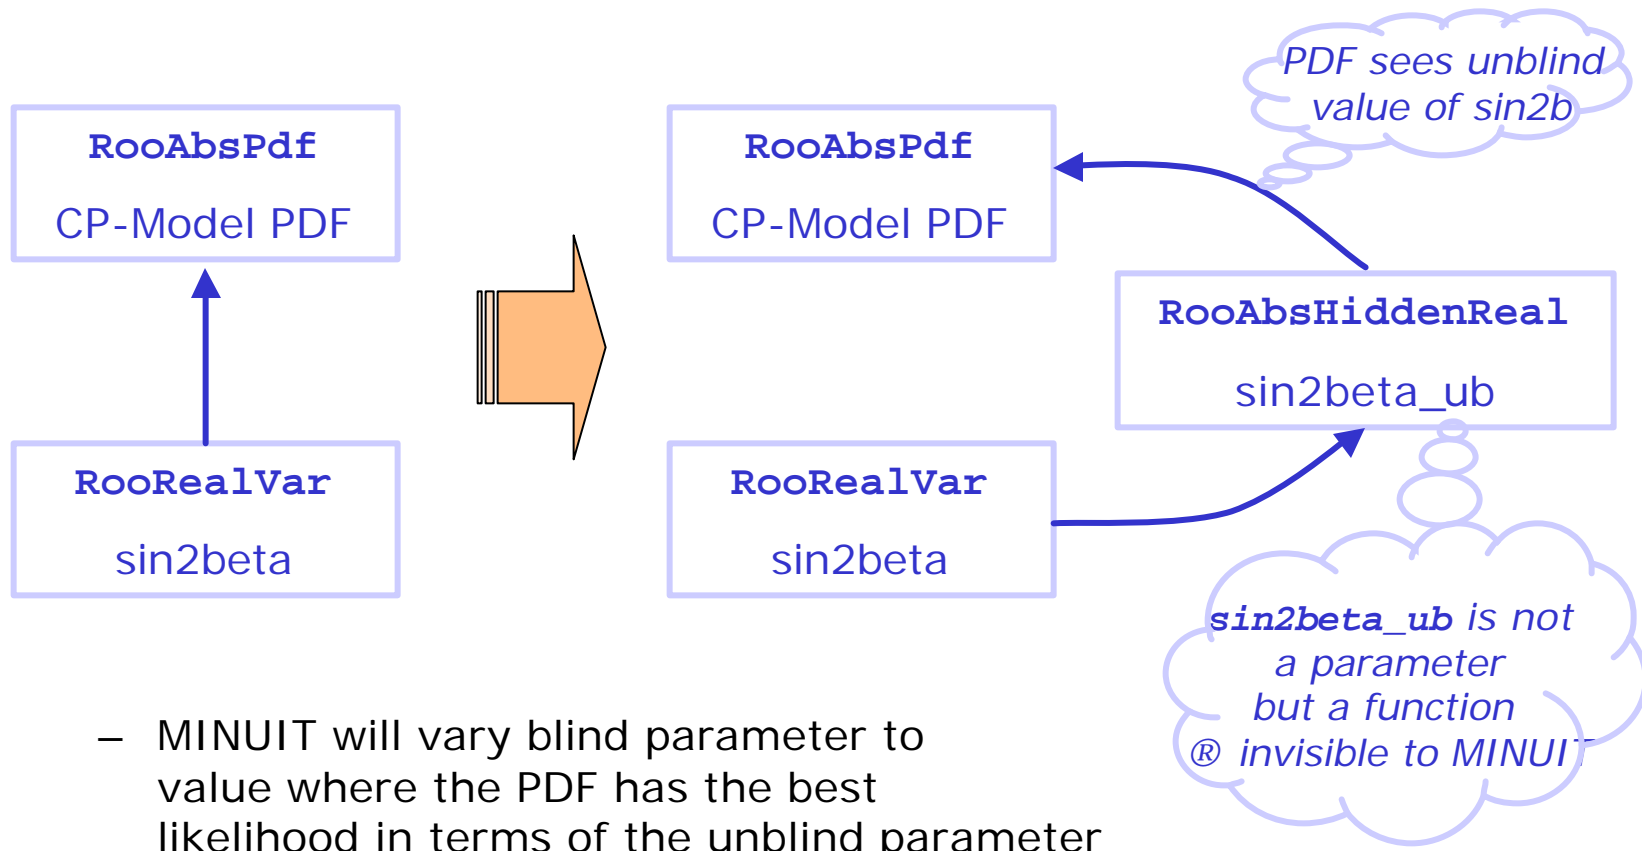 PDF sees unblind
value of sin2b
RooAbsPdf
CP-Model PDF
RooAbsPdf
CP-Model PDF
RooAbsHiddenReal
sin2beta_ub
RooRealVar
sin2beta
RooRealVar
sin2beta
sin2beta_ub is not
a parameter
but a function
® invisible to MINUIT
– MINUIT will vary blind parameter to
value where the PDF has the best
likelihood in terms of the unblind parameter